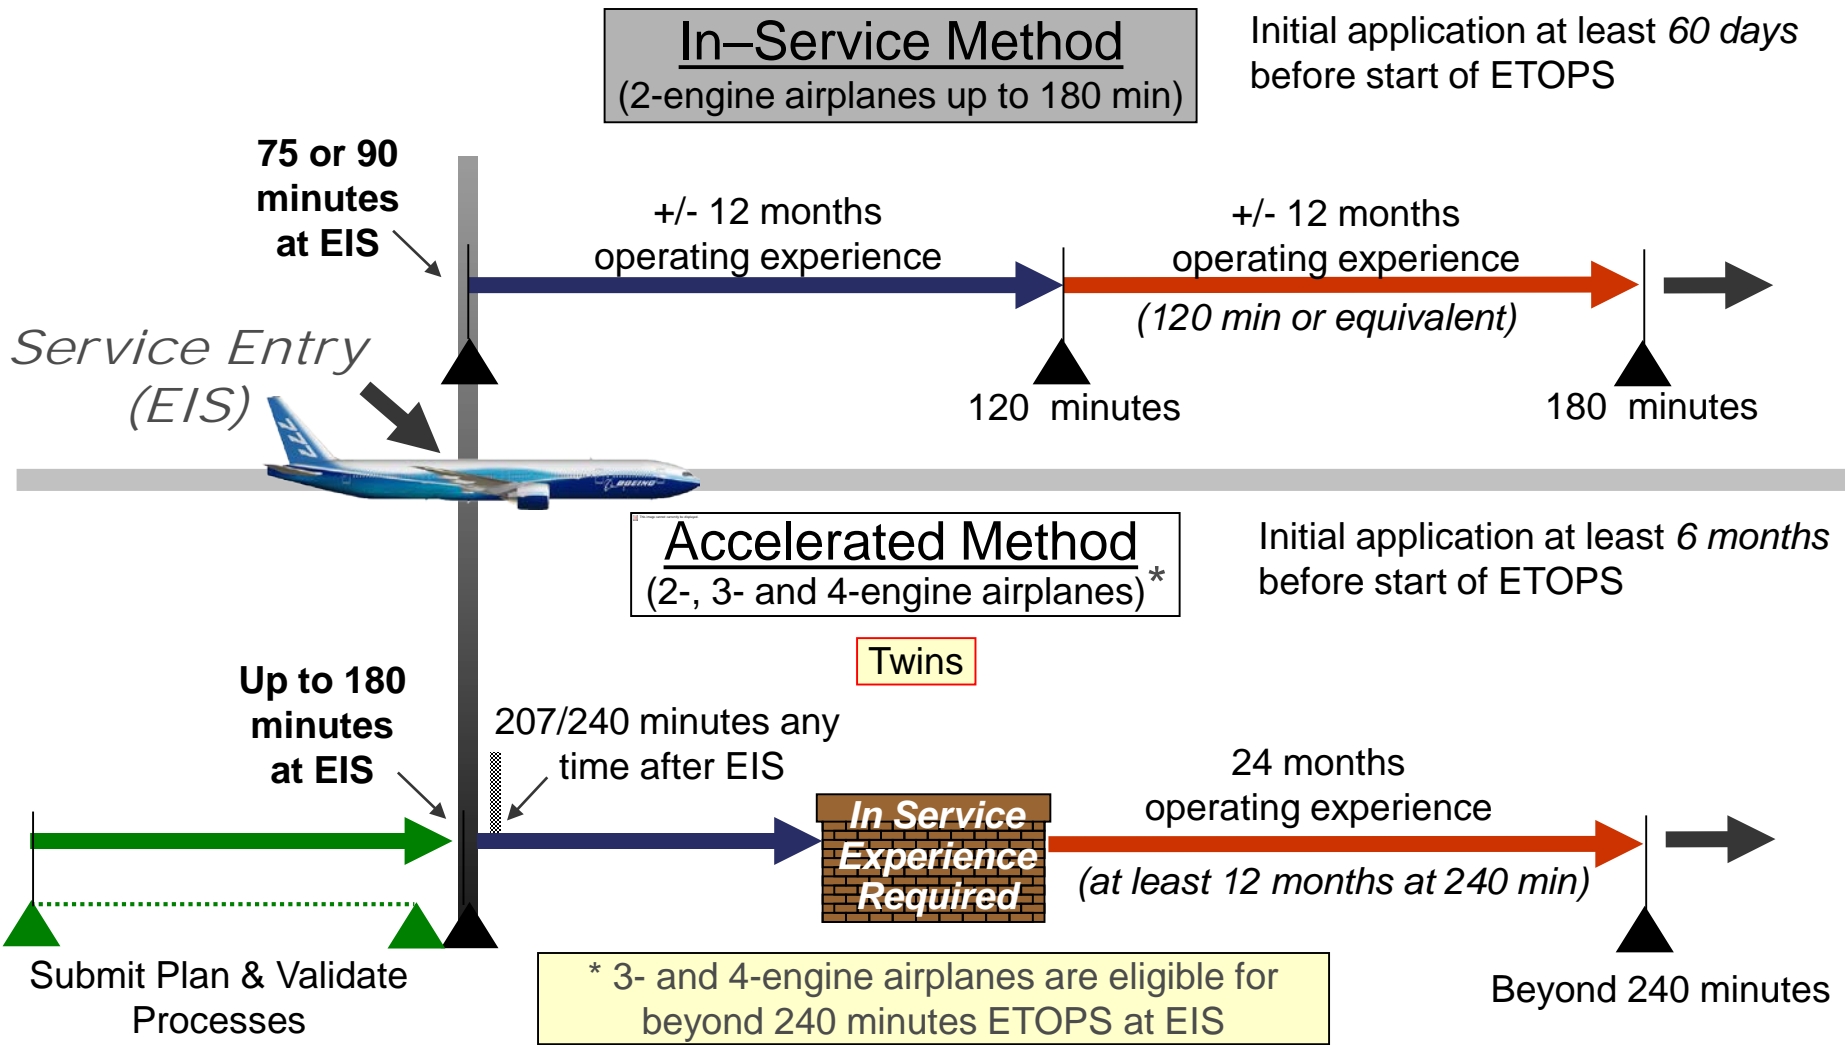 In–Service Method
(2-engine airplanes up to 180 min)
Initial application at least 60 days
before start of ETOPS
75 or 90
minutes
at EIS
+/- 12 months
operating experience
+/- 12 months
operating experience
(120 min or equivalent)
120 minutes
180 minutes
Service Entry
(EIS)
777
BOEING
Accelerated Method
(2-, 3- and 4-engine airplanes)*
Initial application at least 6 months
before start of ETOPS
Twins
Up to 180
minutes
at EIS
207/240 minutes any
time after EIS
In Service
Experience
Required
24 months
operating experience
(at least 12 months at 240 min)
Submit Plan & Validate
Processes
* 3- and 4-engine airplanes are eligible for
beyond 240 minutes ETOPS at EIS
Beyond 240 minutes